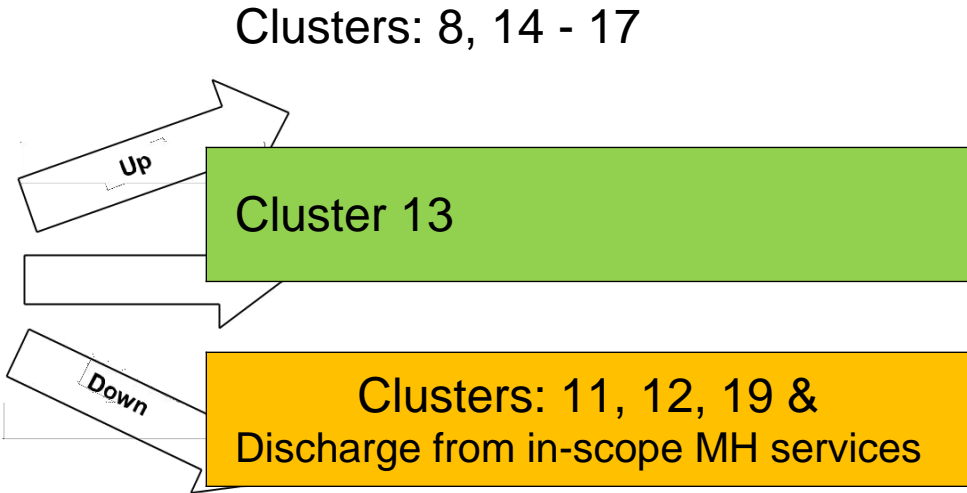 Clusters: 8, 14 - 17
Up
Cluster 13
Down
Clusters: 11, 12, 19 &
Discharge from in-scope MH services